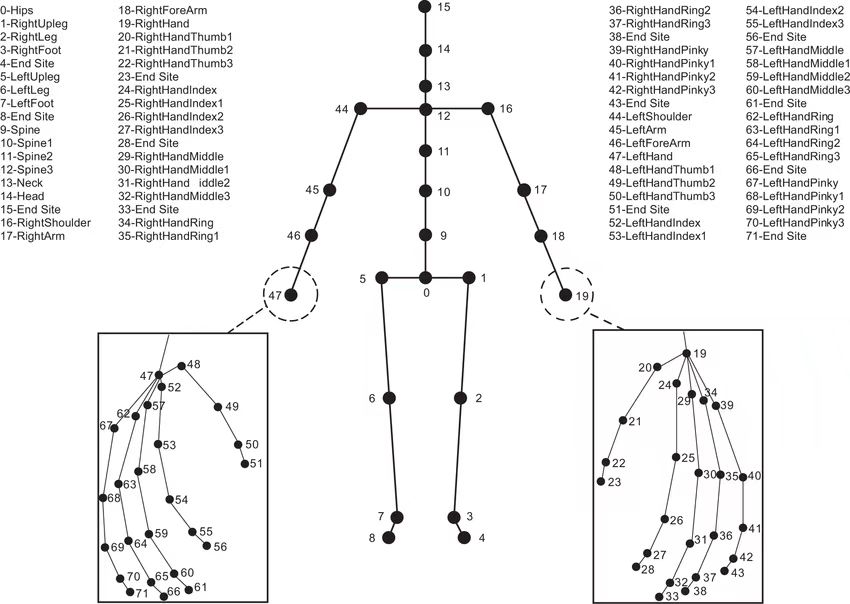 0-Hips
1-RightUpleg
2-RightLeg
3-RightFoot
4-End Site
5-LeftUpleg
6-LeftLeg
7-LeftFoot
8-End Site
9-Spine
10-Spine1
11-Spine2
12-Spine3
13-Neck
14-Head
15-End Site
16-RightShoulder
17-RightArm
18-RightForeArm
19-RightHand
20-RightHandThumb1
21-RightHandThumb2
22-RightHandThumb3
23-End Site
24-RightHandIndex
25-RightHandIndex1
26-RightHandIndex2
27-RightHandIndex3
28-End Site
29-RightHandMiddle
30-RightHandMiddle1
31-RightHand iddle2
32-RightHandMiddle3
33-End Site
34-RightHandRing
35-RightHandRing1
36-RightHandRing2
37-RightHandRing3
38-End Site
39-RightHandPinky
40-RightHandPinky1
41-RightHandPinky2
42-RightHandPinky3
43-End Site
44-LeftShoulder
45-LeftArm
46-LeftForeArm
47-LeftHand
48-LeftHandThumb1
49-LeftHandThumb2
50-LeftHandThumb3
51-End Site
52-LeftHandIndex
53-LeftHandIndex1
54-LeftHandIndex2
55-LeftHandIndex3
56-End Site
57-LeftHandMiddle
58-LeftHandMiddle1
59-LeftHandMiddle2
60-LeftHandMiddle3
61-End Site
62-LeftHandRing
63-LeftHandRing1
64-LeftHandRing2
65-LeftHandRing3
66-End Site
67-LeftHandPinky
68-LeftHandPinky1
69-LeftHandPinky2
70-LeftHandPinky3
71-End Site
15
14
13
44
12
16
11
45
10
17
46
9
18
47
5
0
1
19
6
2
7
3
8
4
47
48
52
57
62
67
49
53
50
51
58
63
68
54
55
56
59
64
69
60
65
70
61
66
71
19
20
24
29
34
39
21
25
22
23
30
35
40
26
31
36
41
27
28
42
43
32
37
33
38